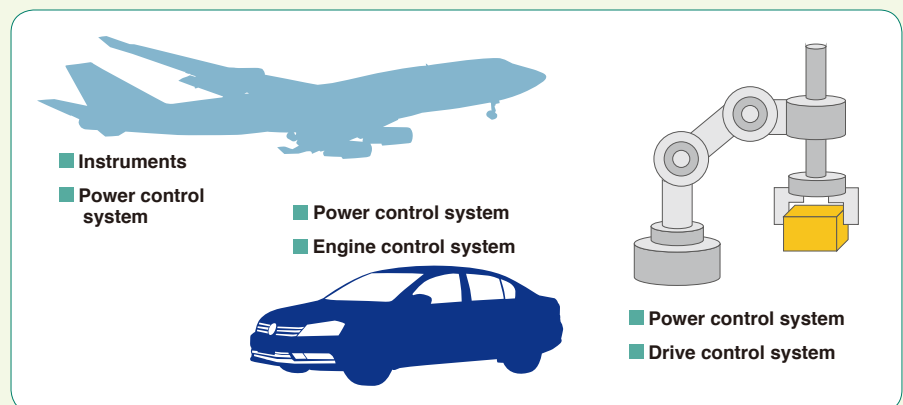 Instruments
Power control
system
Power control system
Engine control system
Power control system
Drive control system